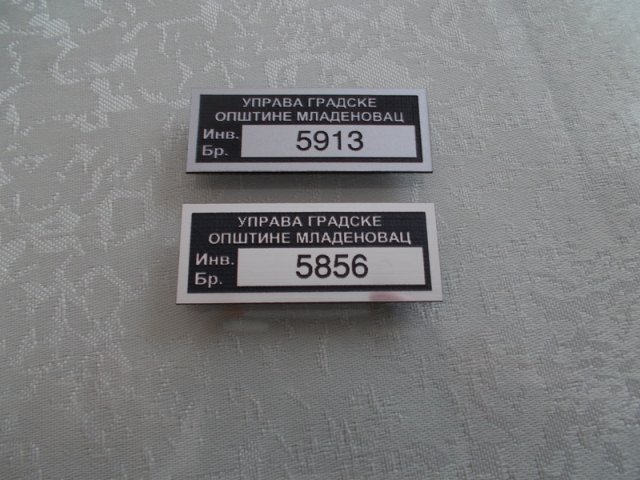 УПРАВА ГРАДСКЕ
ОПШТИНЕ МЛАДЕНОВАЦ
Инв.
Бр.
5913
УПРАВА ГРАДСКЕ
ОПШТИНЕ МЛАДЕНОВАЦ
Инв.
Бр.
5856